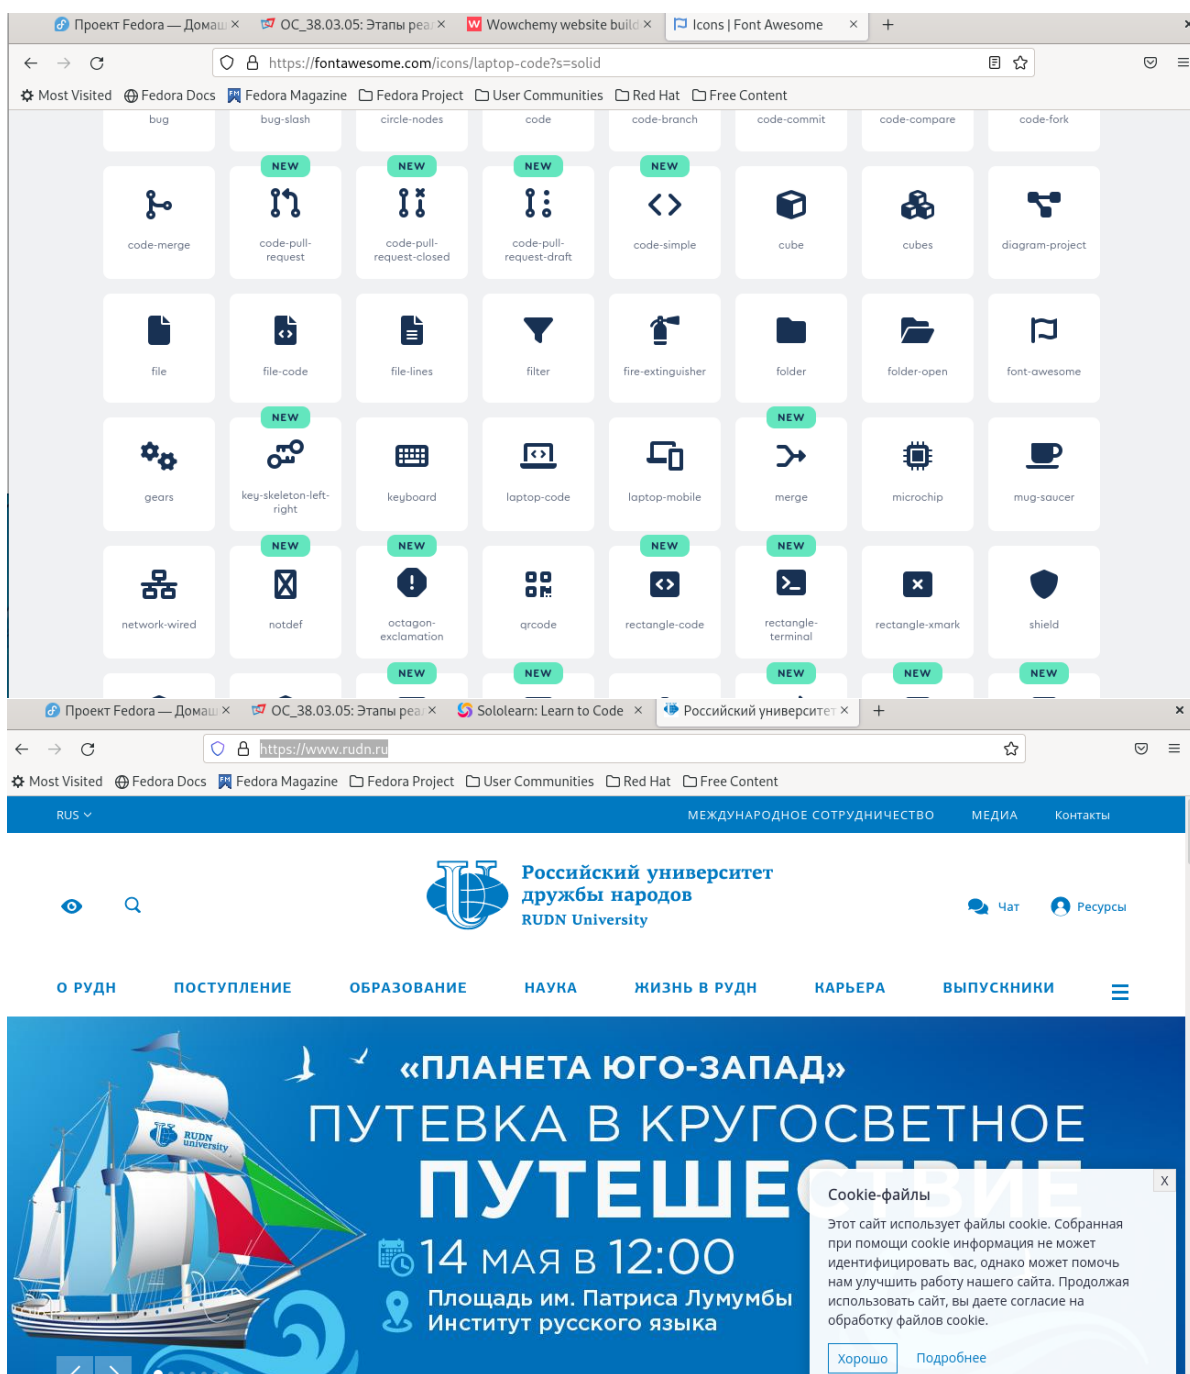 Проект Fedora — Домаш × ОС_38.03.05: Этапы реа × Wowchemy website build × Icons | Font Awesome × + ×
https://fontawesome.com/icons/laptop-code?s=solid
Most Visited Fedora Docs Fedora Magazine Fedora Project User Communities Red Hat Free Content
bug bug-slash circle-nodes code code-branch code-commit code-compare code-fork
NEW NEW NEW NEW
code-merge code-pull-request code-pull-request-closed code-pull-request-draft code-simple cube cubes diagram-project
file file-code file-lines filter fire-extinguisher folder folder-open font-awesome
NEW NEW
gears key-skeleton-left-right keyboard laptop-code laptop-mobile merge microchip mug-saucer
NEW NEW NEW NEW
network-wired notdef octagon-exclamation qrcode rectangle-code rectangle-terminal rectangle-xmark shield
NEW NEW NEW NEW NEW
Проект Fedora — Домаш × ОС_38.03.05: Этапы реа × Sololearn: Learn to Code × Российский университет × + ×
https://www.rudn.ru
Most Visited Fedora Docs Fedora Magazine Fedora Project User Communities Red Hat Free Content
RUS МЕЖДУНАРОДНОЕ СОТРУДНИЧЕСТВО МЕДИА Контакты
Российский университет
дружбы народов
RUDN University
Чат Ресурсы
О РУДН ПОСТУПЛЕНИЕ ОБРАЗОВАНИЕ НАУКА ЖИЗНЬ В РУДН КАРЬЕРА ВЫПУСКНИКИ
«ПЛАНЕТА ЮГО-ЗАПАД»
ПУТЕВКА В КРУГОСВЕТНОЕ
ПУТЕШЕСТВИЕ
RUDN
university
14 МАЯ В 12:00
Площадь им. Патриса Лумумбы
Институт русского языка
X
Cookie-файлы
Этот сайт использует файлы cookie. Собранная
при помощи cookie информация не может
идентифицировать вас, однако может помочь
нам улучшить работу нашего сайта. Продолжая
использовать сайт, вы даете согласие на
обработку файлов cookie.
Хорошо Подробнее